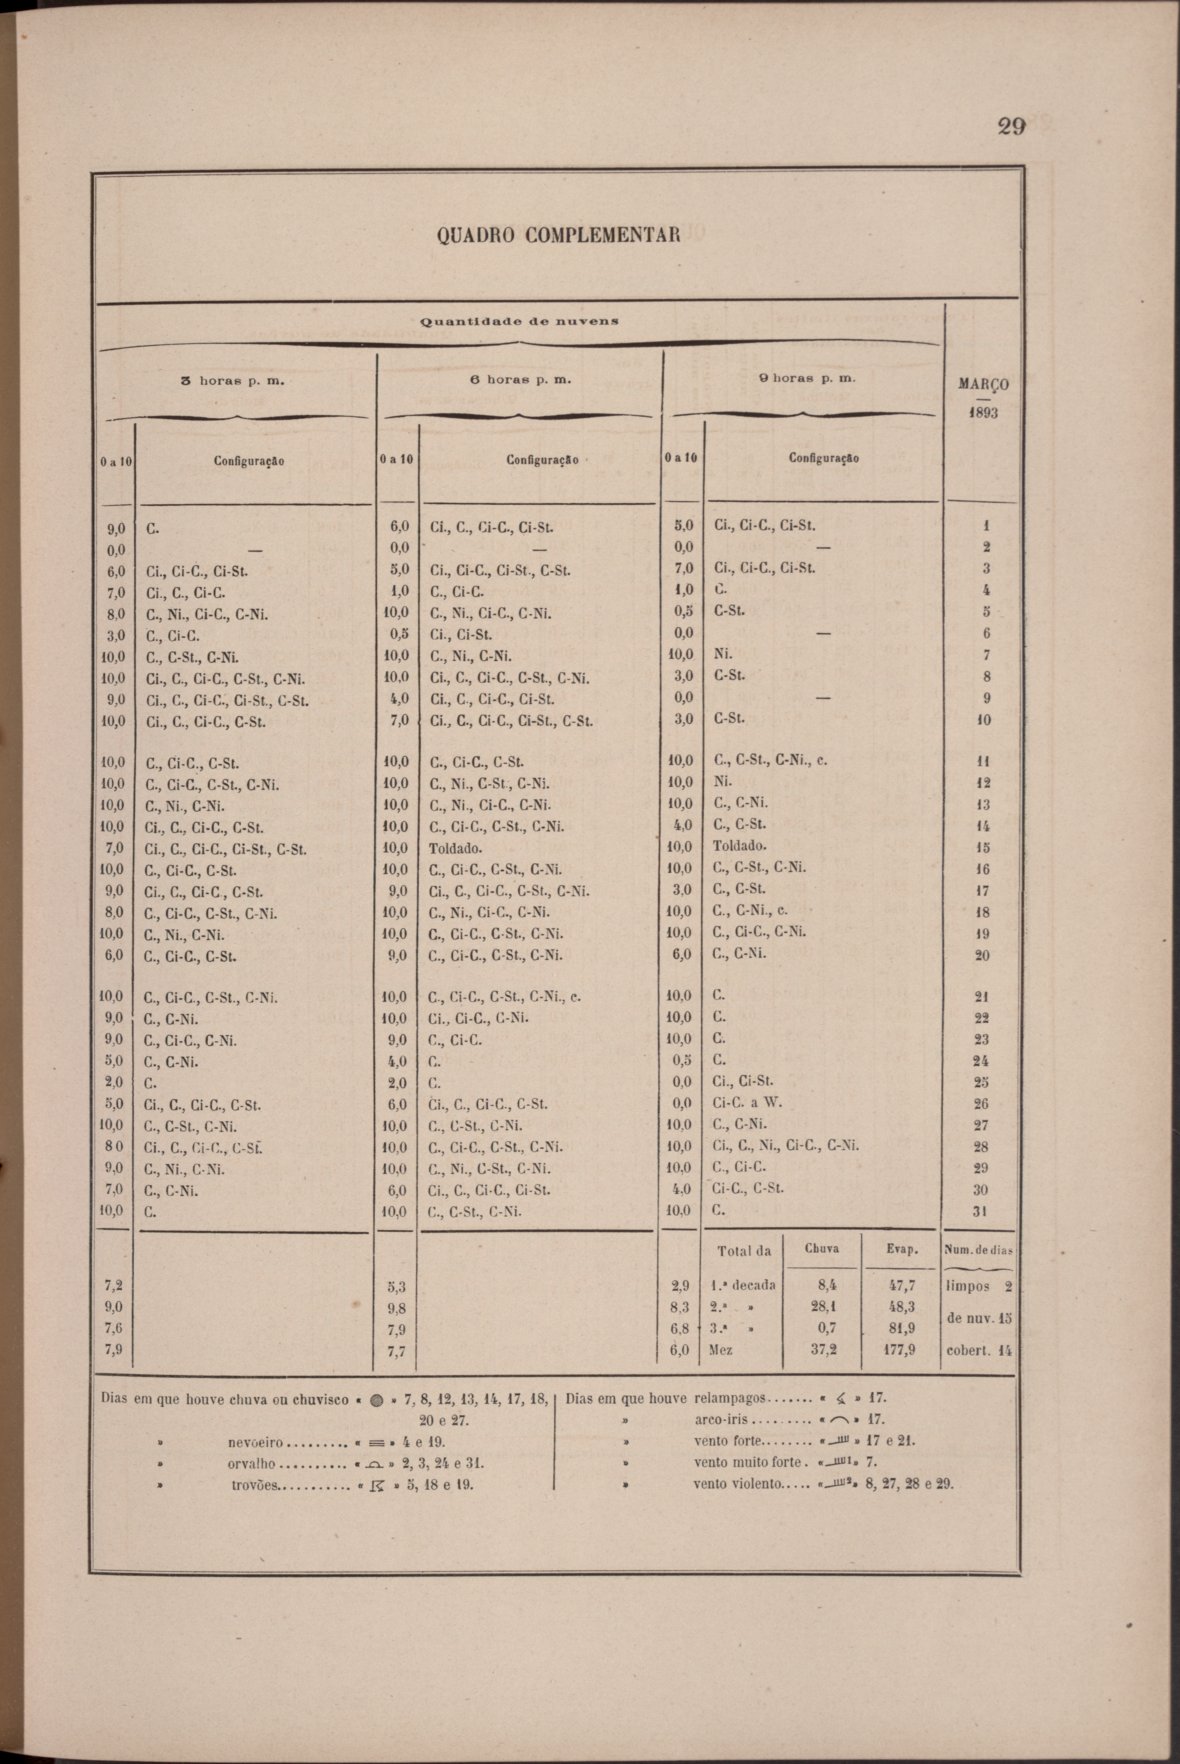 29
QUADRO COMPLEMENTAR
Quantidade de nuvens
3 horas p. m. 6 horas p. m. 9 horas p. m. MARÇO
1893
0 a 10 Configuração 0 a 10 Configuração 0 a 10 Configuração
9,0 C. 6,0 Ci., C., Ci-C., Ci-St. 5,0 Ci., Ci-C., Ci-St. 1
0,0 — 0,0 — 0,0 — 2
6,0 Ci., Ci-C., Ci-St. 5,0 Ci., Ci-C., Ci-St., C-St. 7,0 Ci., Ci-C., Ci-St. 3
7,0 Ci., C., Ci-C. 1,0 C., Ci-C. 1,0 C. 4
8,0 C., Ni., Ci-C., C-Ni. 10,0 C., Ni., Ci-C., C-Ni. 0,5 C-St. 5
3,0 C., Ci-C. 0,5 Ci., Ci-St. 0,0 — 6
10,0 C., C-St., C-Ni. 10,0 C., Ni., C-Ni. 10,0 Ni. 7
10,0 Ci., C., Ci-C., C-St., C-Ni. 10,0 Ci., C., Ci-C., C-St., C-Ni. 3,0 C-St. 8
9,0 Ci., C., Ci-C., Ci-St., C-St. 4,0 Ci., C., Ci-C., Ci-St. 0,0 — 9
10,0 Ci., C., Ci-C., C-St. 7,0 Ci., C., Ci-C., Ci-St., C-St. 3,0 C-St. 10
10,0 C., Ci-C., C-St. 10,0 C., Ci-C., C-St. 10,0 C., C-St., C-Ni., c. 11
10,0 C., Ci-C., C-St., C-Ni. 10,0 C., Ni., C-St., C-Ni. 10,0 Ni. 12
10,0 C., Ni., C-Ni. 10,0 C., Ni., Ci-C., C-Ni. 10,0 C., C-Ni. 13
10,0 Ci., C., Ci-C., C-St. 10,0 C., Ci-C., C-St., C-Ni. 4,0 C., C-St. 14
7,0 Ci., C., Ci-C., Ci-St., C-St. 10,0 Toldado. 10,0 Toldado. 15
10,0 C., Ci-C., C-St. 10,0 C., Ci-C., C-St., C-Ni. 10,0 C., C-St., C-Ni. 16
9,0 Ci., C., Ci-C., C-St. 9,0 Ci., C., Ci-C., C-St., C-Ni. 3,0 C., C-St. 17
8,0 C., Ci-C., C-St., C-Ni. 10,0 C., Ni., Ci-C., C-Ni. 10,0 C., C-Ni., c. 18
10,0 C., Ni., C-Ni. 10,0 C., Ci-C., C-St., C-Ni. 10,0 C., Ci-C., C-Ni. 19
6,0 C., Ci-C., C-St. 9,0 C., Ci-C., C-St., C-Ni. 6,0 C., C-Ni. 20
10,0 C., Ci-C., C-St., C-Ni. 10,0 C., Ci-C., C-St., C-Ni., c. 10,0 C. 21
9,0 C., C-Ni. 10,0 Ci., Ci-C., C-Ni. 10,0 C. 22
9,0 C., Ci-C., C-Ni. 9,0 C., Ci-C. 10,0 C. 23
5,0 C., C-Ni. 4,0 C. 0,5 C. 24
2,0 C. 2,0 C. 0,0 Ci., Ci-St. 25
5,0 Ci., C., Ci-C., C-St. 6,0 Ci., C., Ci-C., C-St. 0,0 Ci-C. a W. 26
10,0 C., C-St., C-Ni. 10,0 C., C-St., C-Ni. 10,0 C., C-Ni. 27
8 0 Ci., C., Ci-C., C-St. 10,0 C., Ci-C., C-St., C-Ni. 10,0 Ci., C., Ni., Ci-C., C-Ni. 28
9,0 C., Ni., C-Ni. 10,0 C., Ni., C-St., C-Ni. 10,0 C., Ci-C. 29
7,0 C., C-Ni. 6,0 Ci., C., Ci-C., Ci-St. 4,0 Ci-C., C-St. 30
10,0 C. 10,0 C., C-St., C-Ni. 10,0 C. 31
Total da Chuva Evap. Num. de dias
7,2 5,3 2,9 1.ª decada 8,4 47,7 limpos 2
9,0 9,8 8,3 2.ª » 28,1 48,3
de nuv. 15
7,6 7,9 6,8 3.ª » 0,7 81,9
7,9 7,7 6,0 Mez 37,2 177,9 cobert. 14
Dias em que houve chuva ou chuvisco « ● » 7, 8, 12, 13, 14, 17, 18,
20 e 27.
» nevoeiro......... « ≡ » 4 e 19.
» orvalho.......... « » 2, 3, 24 e 31.
» trovões........... « » 5, 18 e 19.
Dias em que houve relampagos....... « » 17.
» arco-iris......... « ⌒ » 17.
» vento forte........ « » 17 e 21.
» vento muito forte. « 1» 7.
» vento violento..... « 2» 8, 27, 28 e 29.